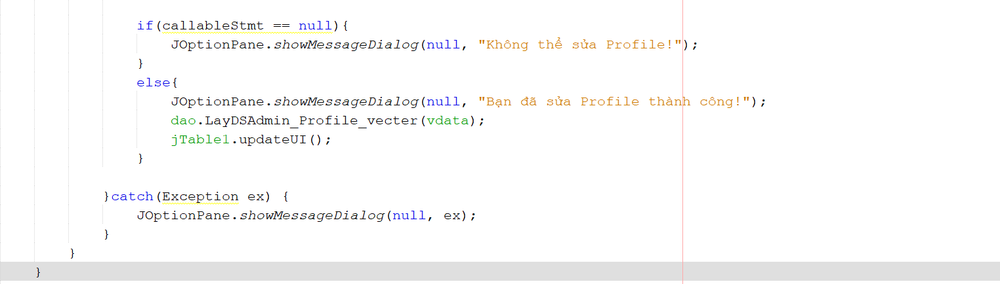 if(callableStmt == null){
JOptionPane.showMessageDialog(null, "Không thể sửa Profile!");
}
else{
JOptionPane.showMessageDialog(null, "Bạn đã sửa Profile thành công!");
dao.LayDSAdmin_Profile_vecter(vdata);
jTable1.updateUI();
}
}catch(Exception ex) {
JOptionPane.showMessageDialog(null, ex);
}
}
}